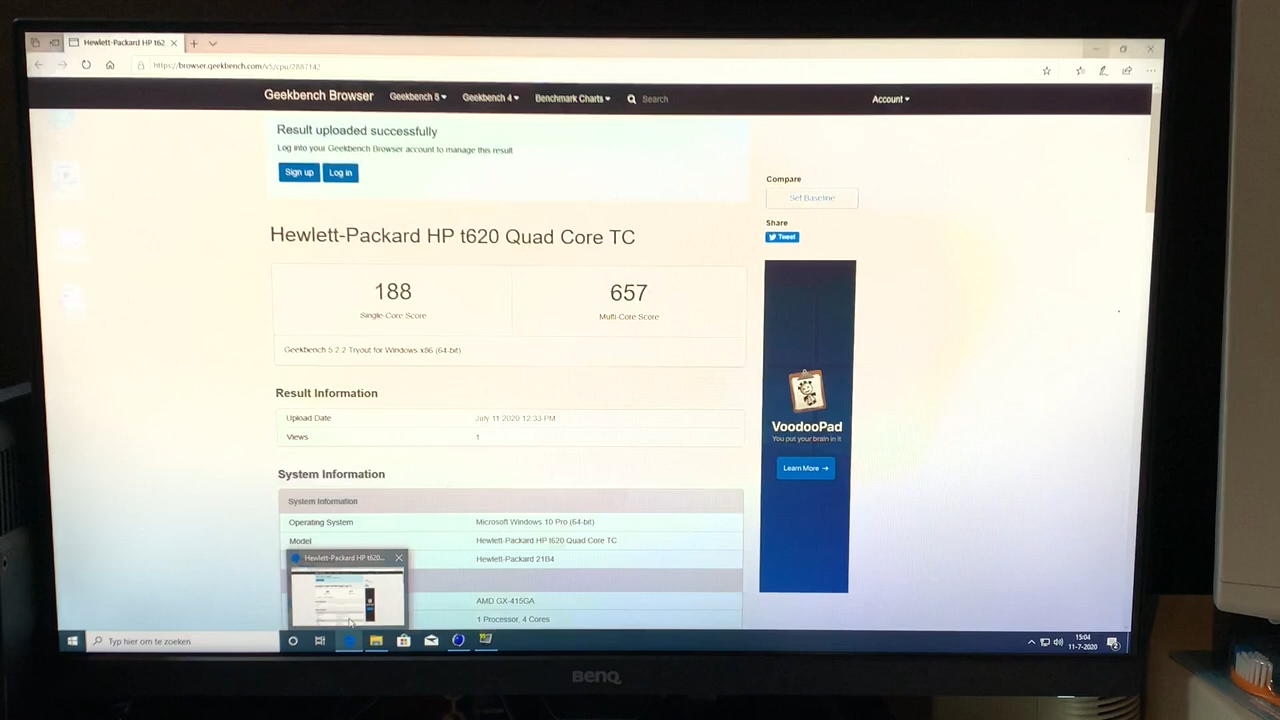 Hewlett-Packard HP t62
https://browser.geekbench.com/v5/cpu/2887142
Geekbench Browser
Geekbench 5
Geekbench 4
Benchmark Charts
Search
Account
Result uploaded successfully
Log into your Geekbench Browser account to manage this result
Sign up
Log in
Compare
Set Baseline
Share
Tweet
Hewlett-Packard HP t620 Quad Core TC
188
657
Single-Core Score
Multi-Core Score
Geekbench 5.2.2 Tryout for Windows x86 (64-bit)
Result Information
Upload Date
July 11 2020 12:33 PM
Views
1
VoodooPad
You put your brain in it
Learn More →
System Information
System Information
Operating System
Microsoft Windows 10 Pro (64-bit)
Model
Hewlett-Packard HP t620 Quad Core TC
Hewlett-Packard HP t620...
Hewlett-Packard 21B4
AMD GX-415GA
1 Processor, 4 Cores
Typ hier om te zoeken
15:04
11-7-2020
2
BenQ